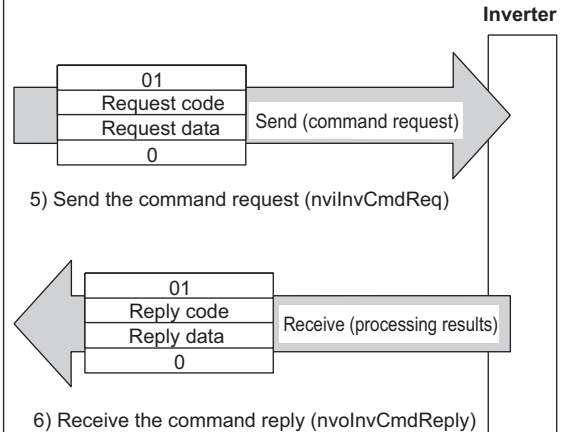 Inverter
01
Request code
Request data
0
Send (command request)
5) Send the command request (nviInvCmdReq)
01
Reply code
Reply data
0
Receive (processing results)
6) Receive the command reply (nvoInvCmdReply)